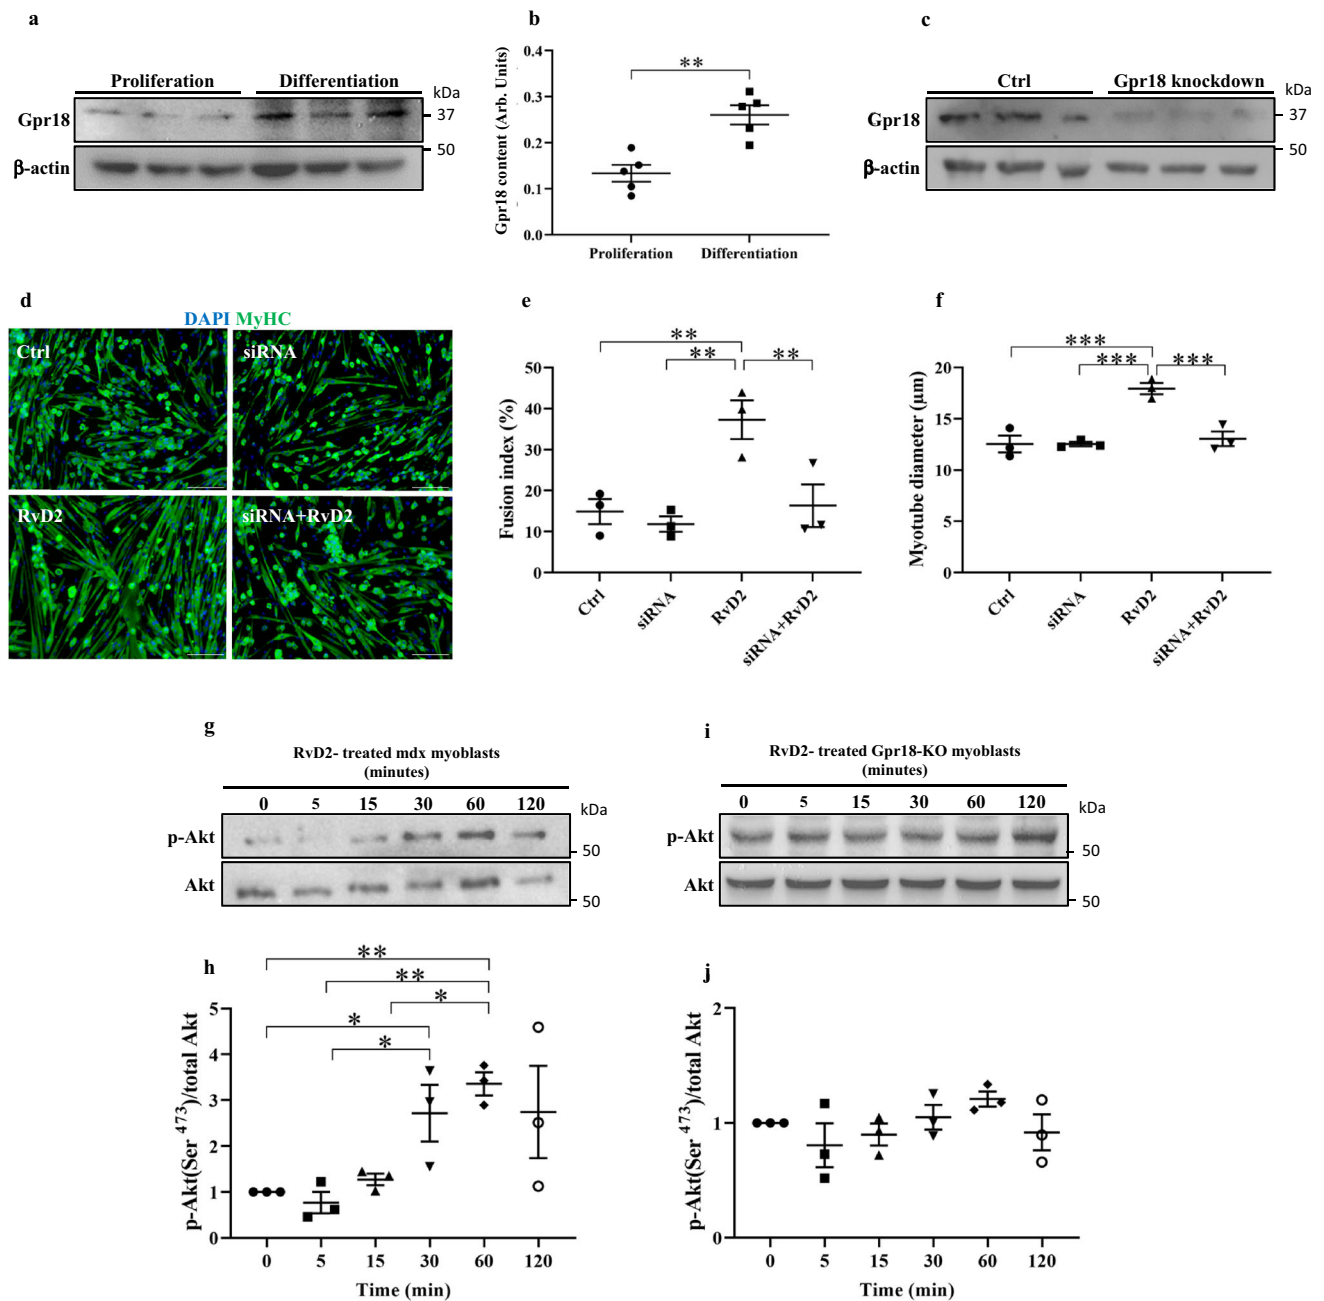 a
Proliferation Differentiation
kDa
Gpr18
37
50
β-actin
b
**
Gpr18 content (Arb. Units)
0.4
0.3
0.2
0.1
0.0
Proliferation Differentiation
c
Ctrl Gpr18 knockdown
kDa
Gpr18
37
50
β-actin
d
DAPI MyHC
Ctrl
siRNA
RvD2
siRNA+RvD2
e
**
** **
Fusion index (%)
50
40
30
20
10
0
Ctrl siRNA RvD2 siRNA+RvD2
f
***
*** ***
Myotube diameter (μm)
20
15
10
5
0
Ctrl siRNA RvD2 siRNA+RvD2
g
RvD2- treated mdx myoblasts
(minutes)
0 5 15 30 60 120
kDa
p-Akt
50
Akt
50
i
RvD2- treated Gpr18-KO myoblasts
(minutes)
0 5 15 30 60 120
kDa
p-Akt
50
Akt
50
h
**
**
*
*
*
p-Akt(Ser 473)/total Akt
5
4
3
2
1
0
0 5 15 30 60 120
Time (min)
j
p-Akt(Ser 473)/total Akt
2
1
0
0 5 15 30 60 120
Time (min)